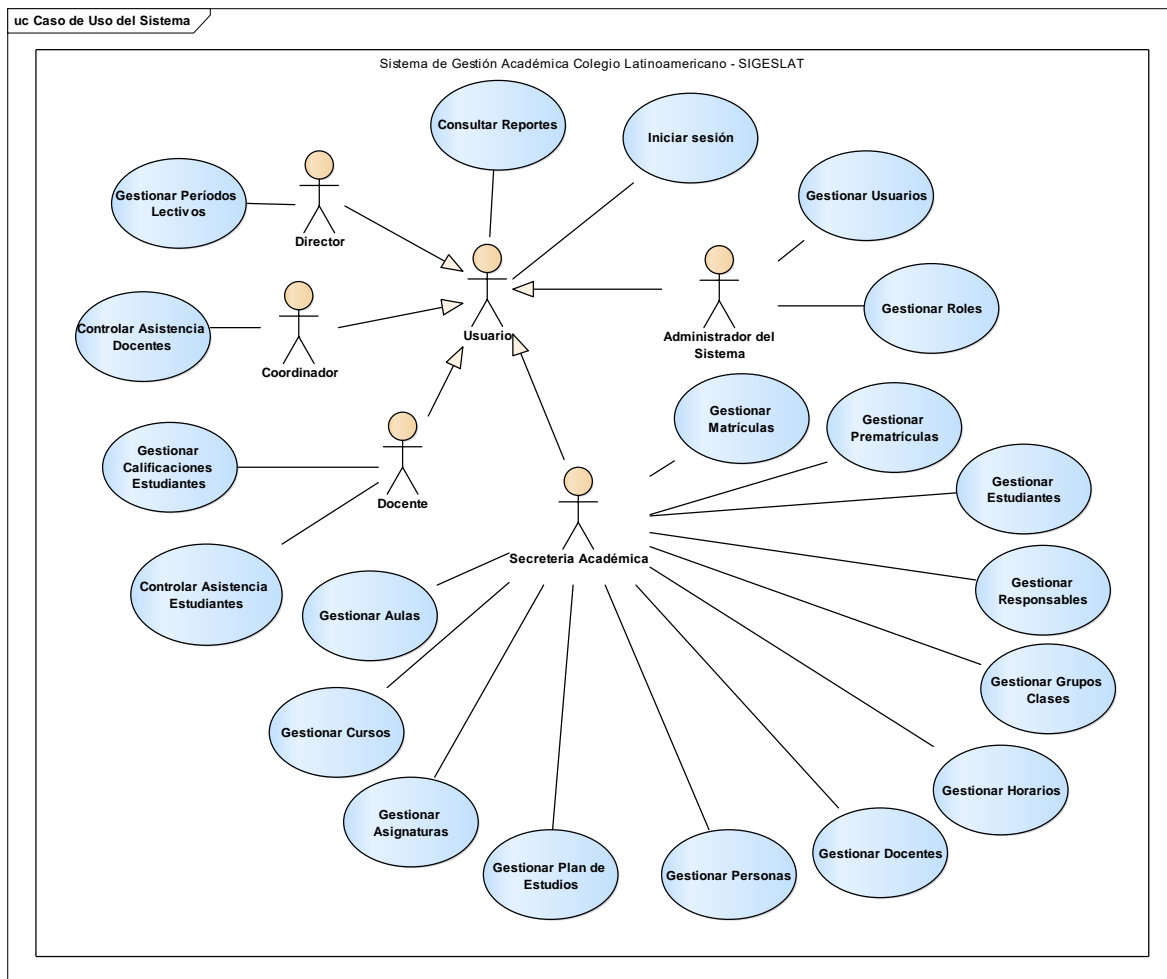 uc Caso de Uso del Sistema
Sistema de Gestión Académica Colegio Latinoamericano - SIGESLAT
Consultar Reportes
Iniciar sesión
Gestionar Períodos
Lectivos
Director
Gestionar Usuarios
Usuario
Administrador del
Sistema
Gestionar Roles
Controlar Asistencia
Docentes
Coordinador
Gestionar
Matrículas
Gestionar
Prematrículas
Gestionar
Calificaciones
Estudiantes
Docente
Gestionar
Estudiantes
Secreteria Académica
Controlar Asistencia
Estudiantes
Gestionar Aulas
Gestionar
Responsables
Gestionar Grupos
Clases
Gestionar Cursos
Gestionar Horarios
Gestionar
Asignaturas
Gestionar Docentes
Gestionar Plan de
Estudios
Gestionar Personas